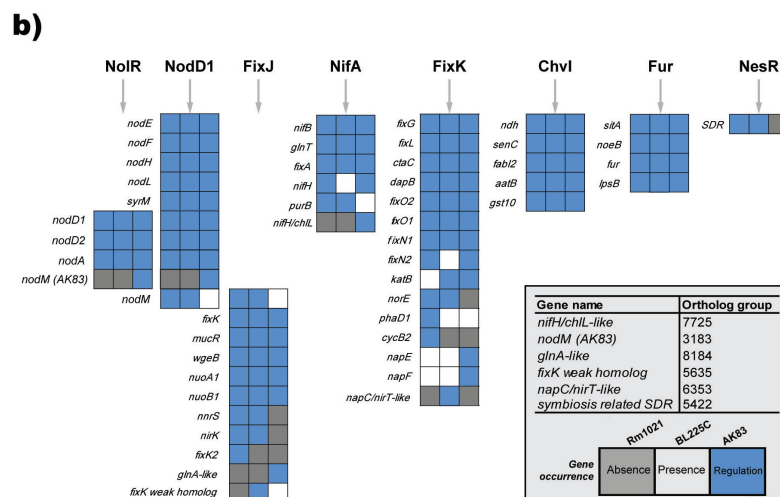 b)
NolR NodD1 FixJ NifA FixK ChvI Fur NesR
nodE
nodF
nodH
nodL
syrM
nodD1
nodD2
nodA
nodM (AK83)
nodM
fixK
mucR
wgeB
nuoA1
nuoB1
nnrS
nirK
fixK2
glnA-like
fixK weak homolog
nifB
glnT
fixA
nifH
purB
nifH/chlL
fixG
fixL
ctaC
dapB
fixO2
fxO1
fixN1
fixN2
katB
norE
phaD1
cycB2
napE
napF
napC/nirT-like
ndh
senC
fabI2
aatB
gst10
sitA
noeB
fur
lpsB
SDR
Gene name Ortholog group
nifH/chlL-like 7725
nodM (AK83) 3183
glnA-like 8184
fixK weak homolog 5635
napC/nirT-like 6353
symbiosis related SDR 5422
Rm1021 BL225C AK83
Gene occurrence Absence Presence Regulation